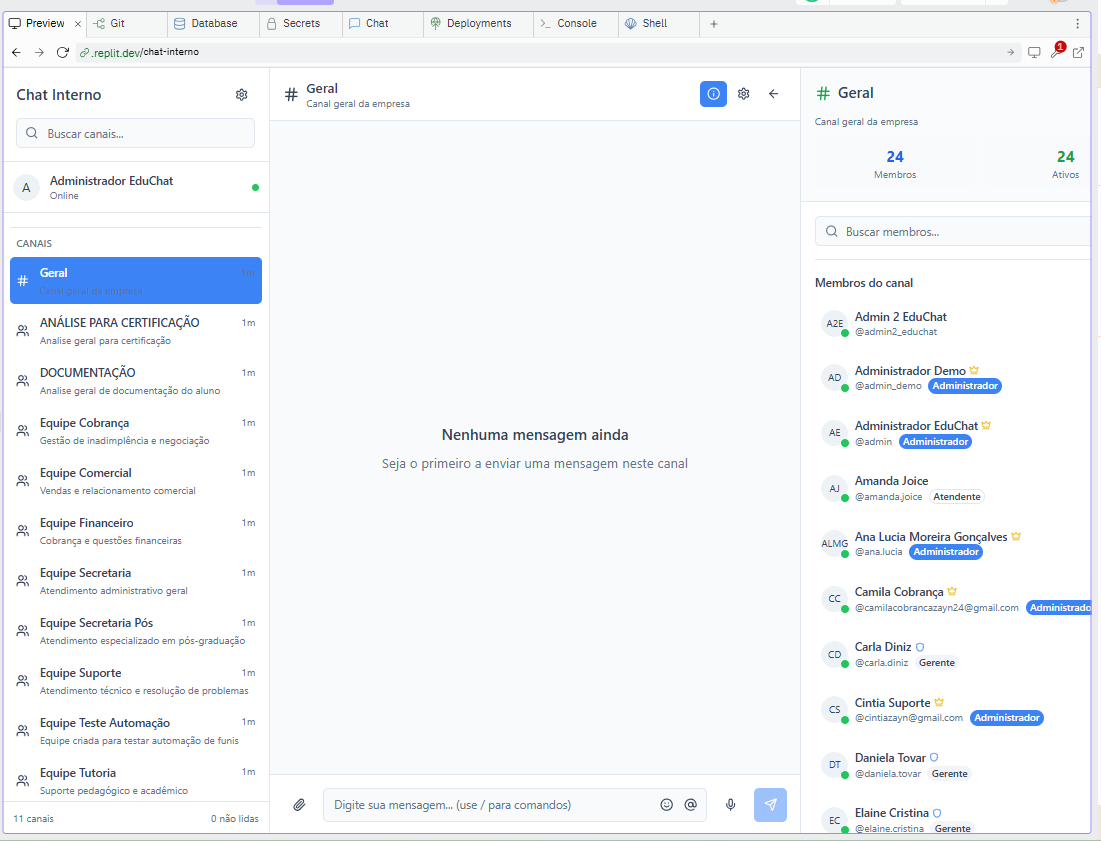 Preview
Git
Database
Secrets
Chat
Deployments
Console
Shell
.replit.dev/chat-interno
1
Chat Interno
Buscar canais...
A
Administrador EduChat
Online
CANAIS
Geral
1m
Canal geral da empresa
ANÁLISE PARA CERTIFICAÇÃO
1m
Analise geral para certificação
DOCUMENTAÇÃO
1m
Analise geral de documentação do aluno
Equipe Cobrança
1m
Gestão de inadimplência e negociação
Equipe Comercial
1m
Vendas e relacionamento comercial
Equipe Financeiro
1m
Cobrança e questões financeiras
Equipe Secretaria
1m
Atendimento administrativo geral
Equipe Secretaria Pós
1m
Atendimento especializado em pós-graduação
Equipe Suporte
1m
Atendimento técnico e resolução de problemas
Equipe Teste Automação
1m
Equipe criada para testar automação de funis
Equipe Tutoria
1m
Suporte pedagógico e acadêmico
11 canais
0 não lidas
Geral
Canal geral da empresa
Nenhuma mensagem ainda
Seja o primeiro a enviar uma mensagem neste canal
Digite sua mensagem... (use / para comandos)
Geral
Canal geral da empresa
24
Membros
24
Ativos
Buscar membros...
Membros do canal
A2E
Admin 2 EduChat
@admin2_educhat
AD
Administrador Demo
@admin_demo Administrador
AE
Administrador EduChat
@admin Administrador
AJ
Amanda Joice
@amanda.joice Atendente
ALMG
Ana Lucia Moreira Gonçalves
@ana.lucia Administrador
CC
Camila Cobrança
@camilacobrancazayn24@gmail.com Administrado
CD
Carla Diniz
@carla.diniz Gerente
CS
Cintia Suporte
@cintiazayn@gmail.com Administrador
DT
Daniela Tovar
@daniela.tovar Gerente
EC
Elaine Cristina
@elaine.cristina Gerente